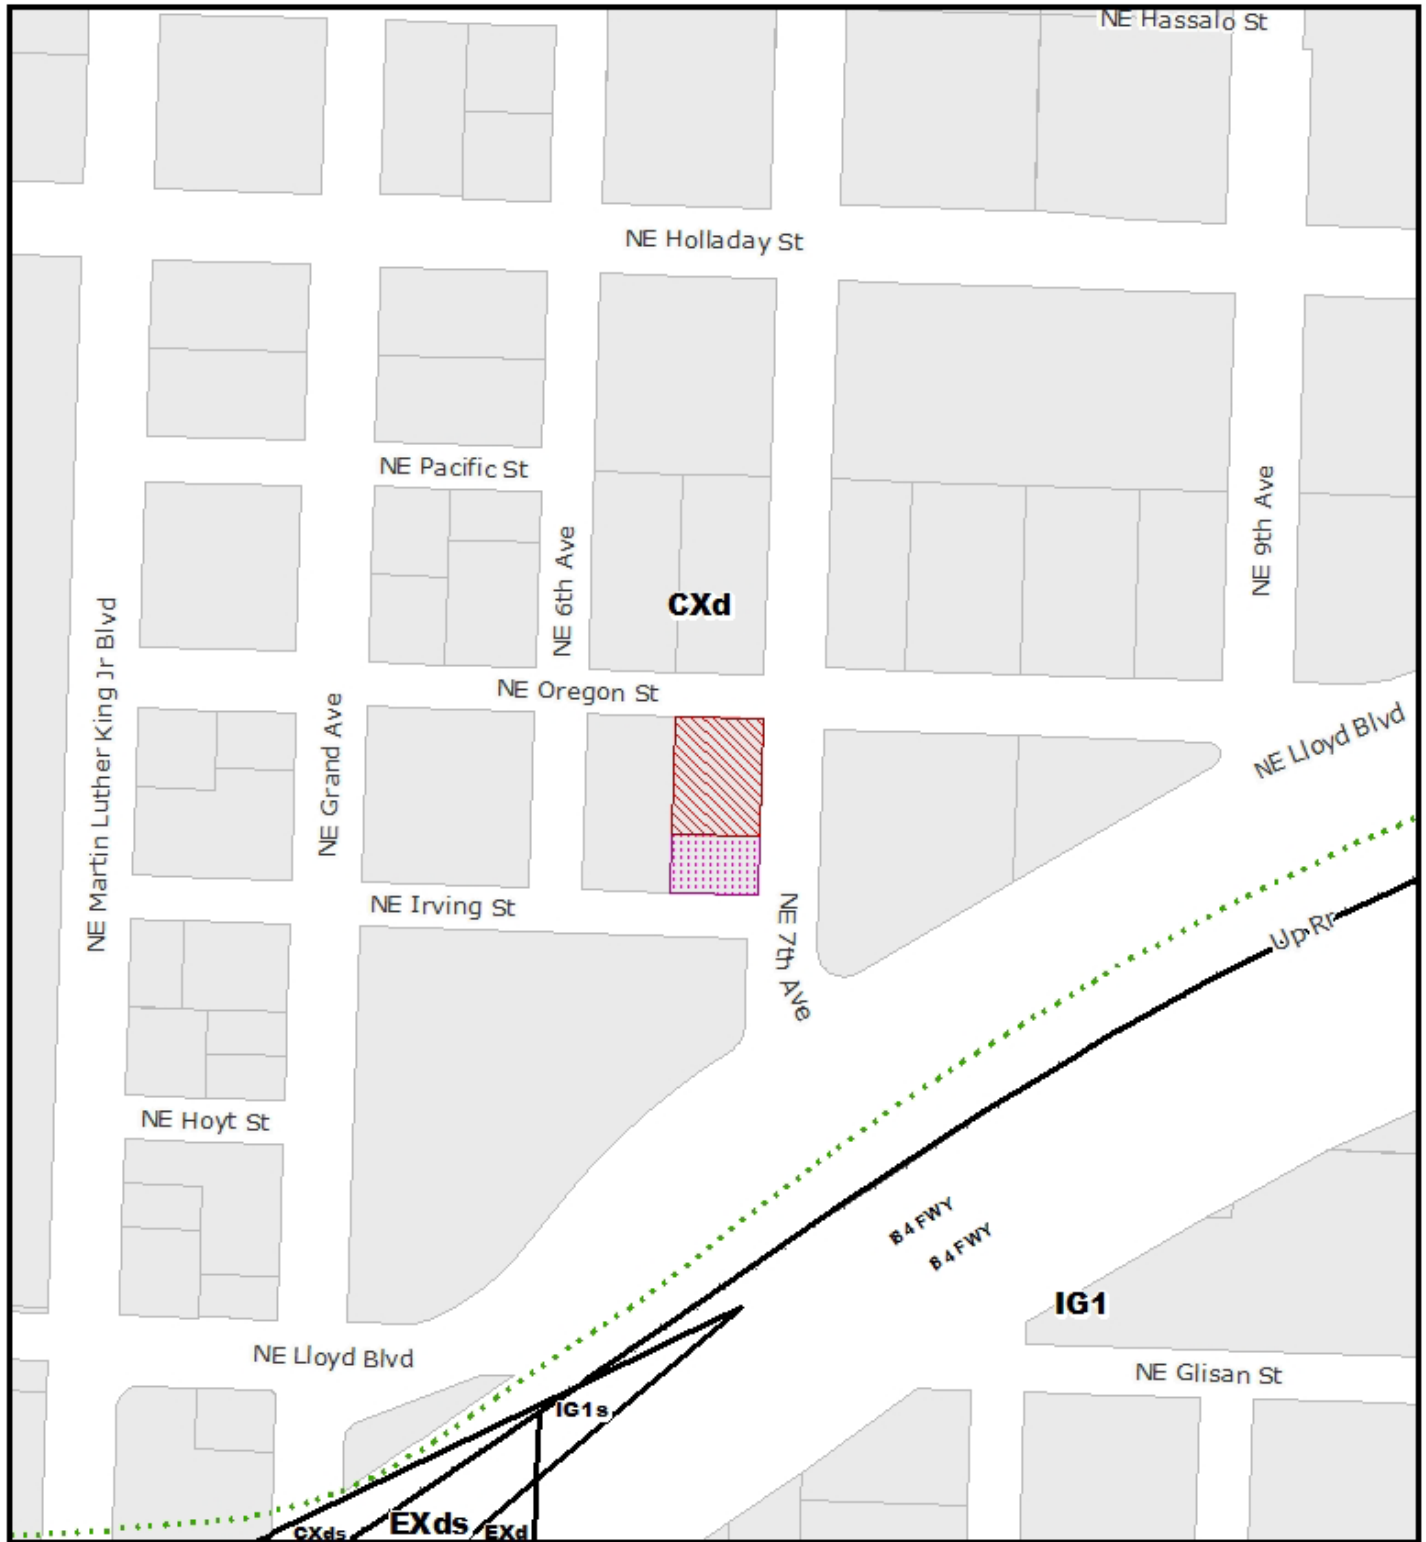 NE Hassalo St
NE Holladay St
NE Pacific St
NE 6th Ave
NE 9th Ave
CXd
NE Martin Luther King Jr Blvd
NE Oregon St
NE Grand Ave
NE Lloyd Blvd
NE Irving St
NE 7th Ave
Up Rr
NE Hoyt St
B 4 FWY
B 4 FWY
IG1
NE Lloyd Blvd
NE Glisan St
IG1s
EXds
CXds
EXd